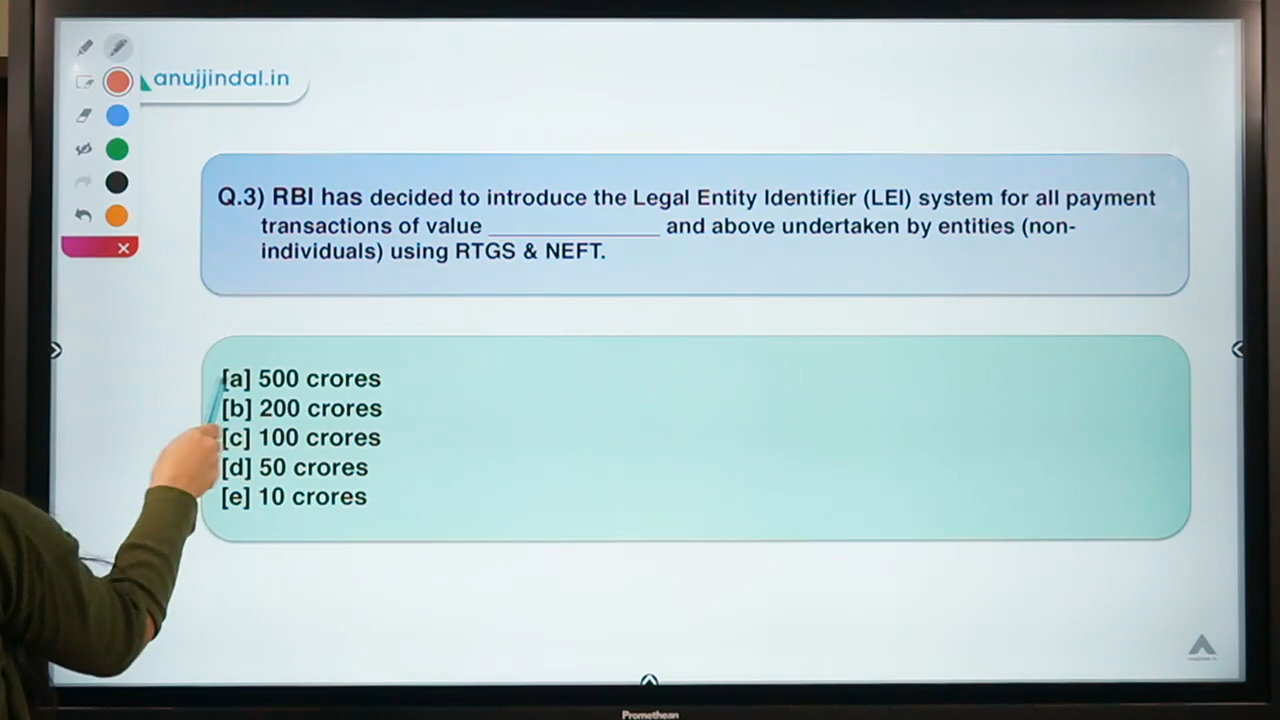 anujjindal.in
Q.3) RBI has decided to introduce the Legal Entity Identifier (LEI) system for all payment
transactions of value _____________ and above undertaken by entities (non-
individuals) using RTGS & NEFT.
[a] 500 crores
[b] 200 crores
[c] 100 crores
[d] 50 crores
[e] 10 crores
Promethean